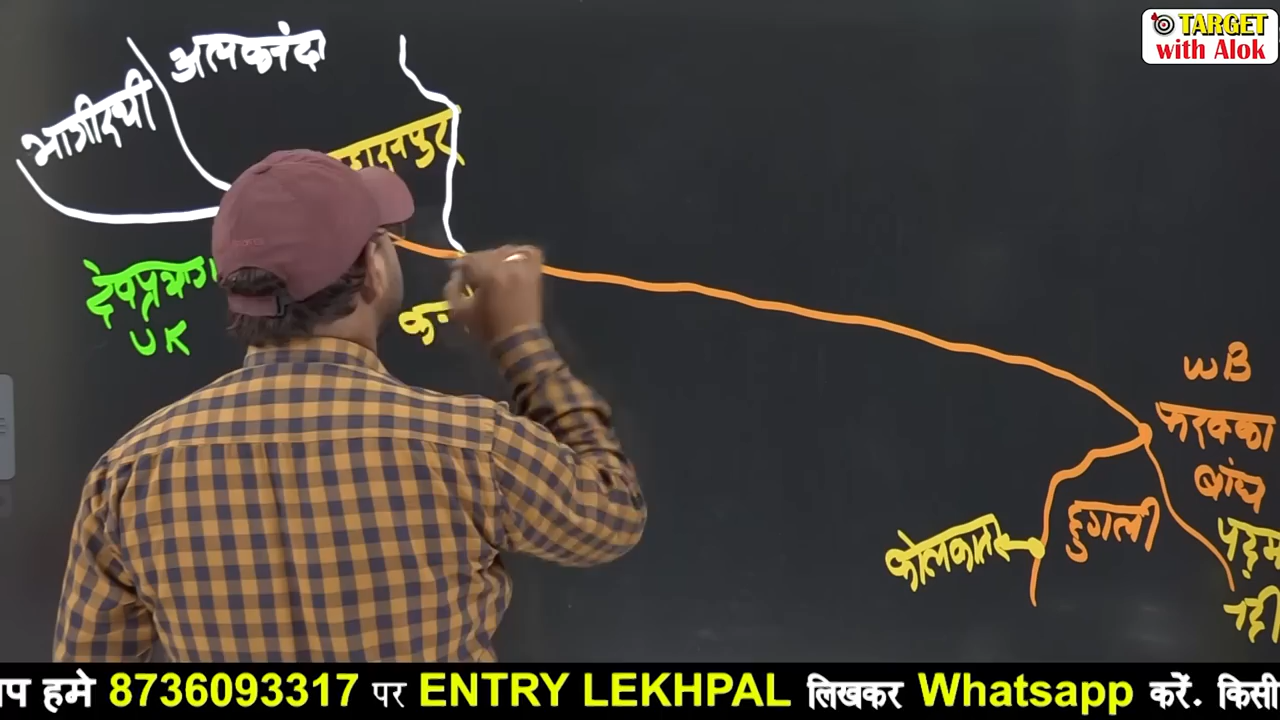 TARGET
with Alok
अलकनंदा
भागीरथी
देवप्रयाग
UK
WB
फरक्का
बांध
हुगली
कोलकाता
पद्म
नदी
प हमे 8736093317 पर ENTRY LEKHPAL लिखकर Whatsapp करें. किसी